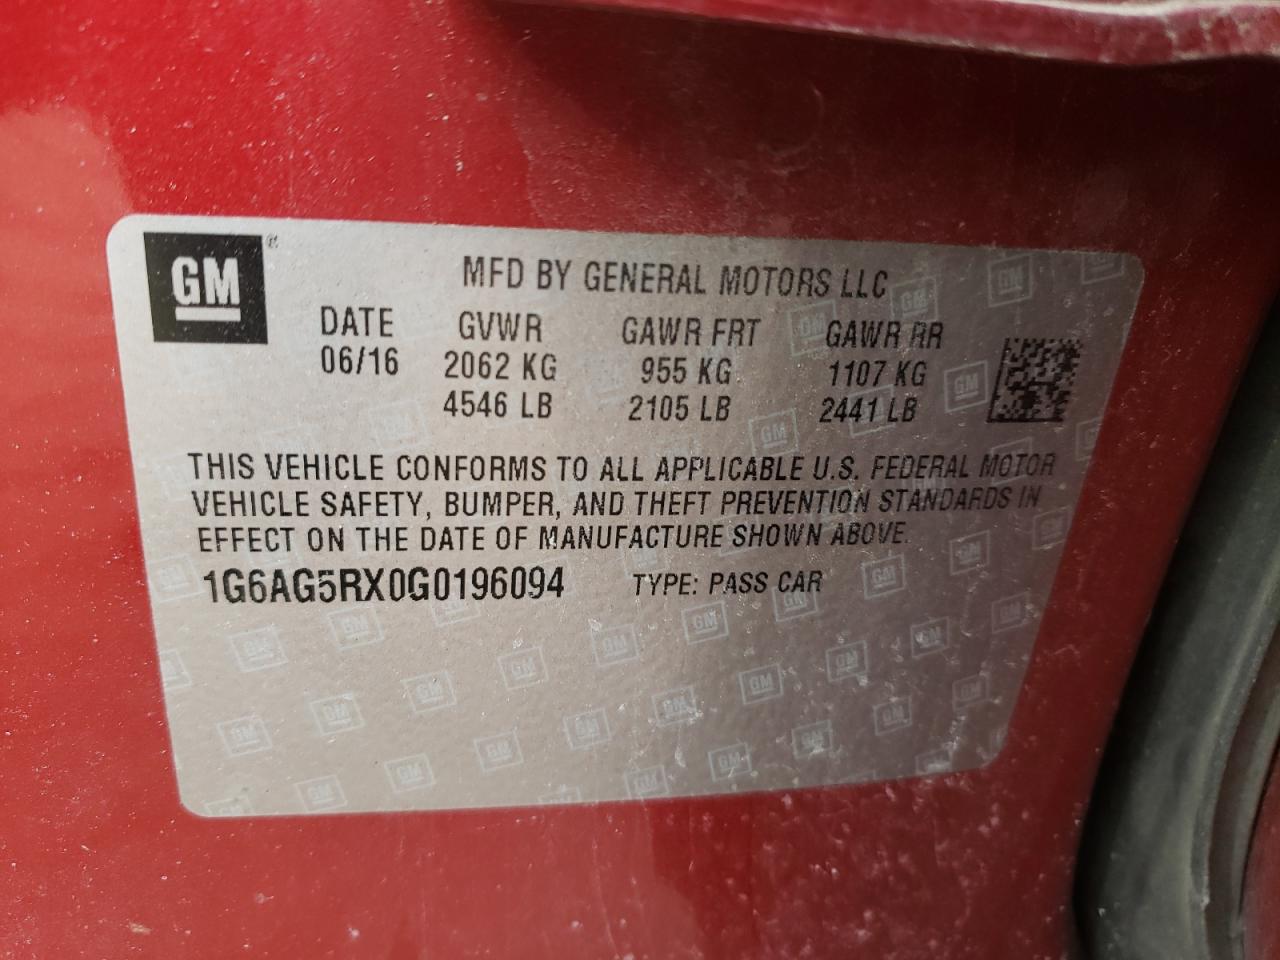 GM ®
MFD BY GENERAL MOTORS LLC
DATE GVWR GAWR FRT GAWR RR
06/16 2062 KG 955 KG 1107 KG
4546 LB 2105 LB 2441 LB
THIS VEHICLE CONFORMS TO ALL APPLICABLE U.S. FEDERAL MOTOR
VEHICLE SAFETY, BUMPER, AND THEFT PREVENTION STANDARDS IN
EFFECT ON THE DATE OF MANUFACTURE SHOWN ABOVE.
1G6AG5RX0G0196094 TYPE: PASS CAR